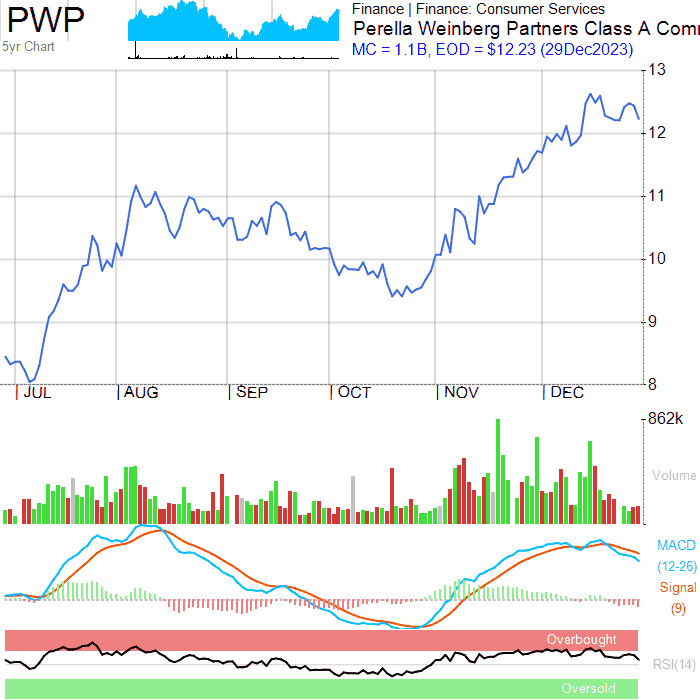 PWP
5yr Chart
Finance | Finance: Consumer Services
Perella Weinberg Partners Class A Com
MC = 1.1B, EOD = $12.23 (29Dec2023)
13
12
11
10
9
8
JUL AUG SEP OCT NOV DEC
862k
Volume
MACD
(12-26)
Signal
(9)
Overbought
RSI(14)
Oversold